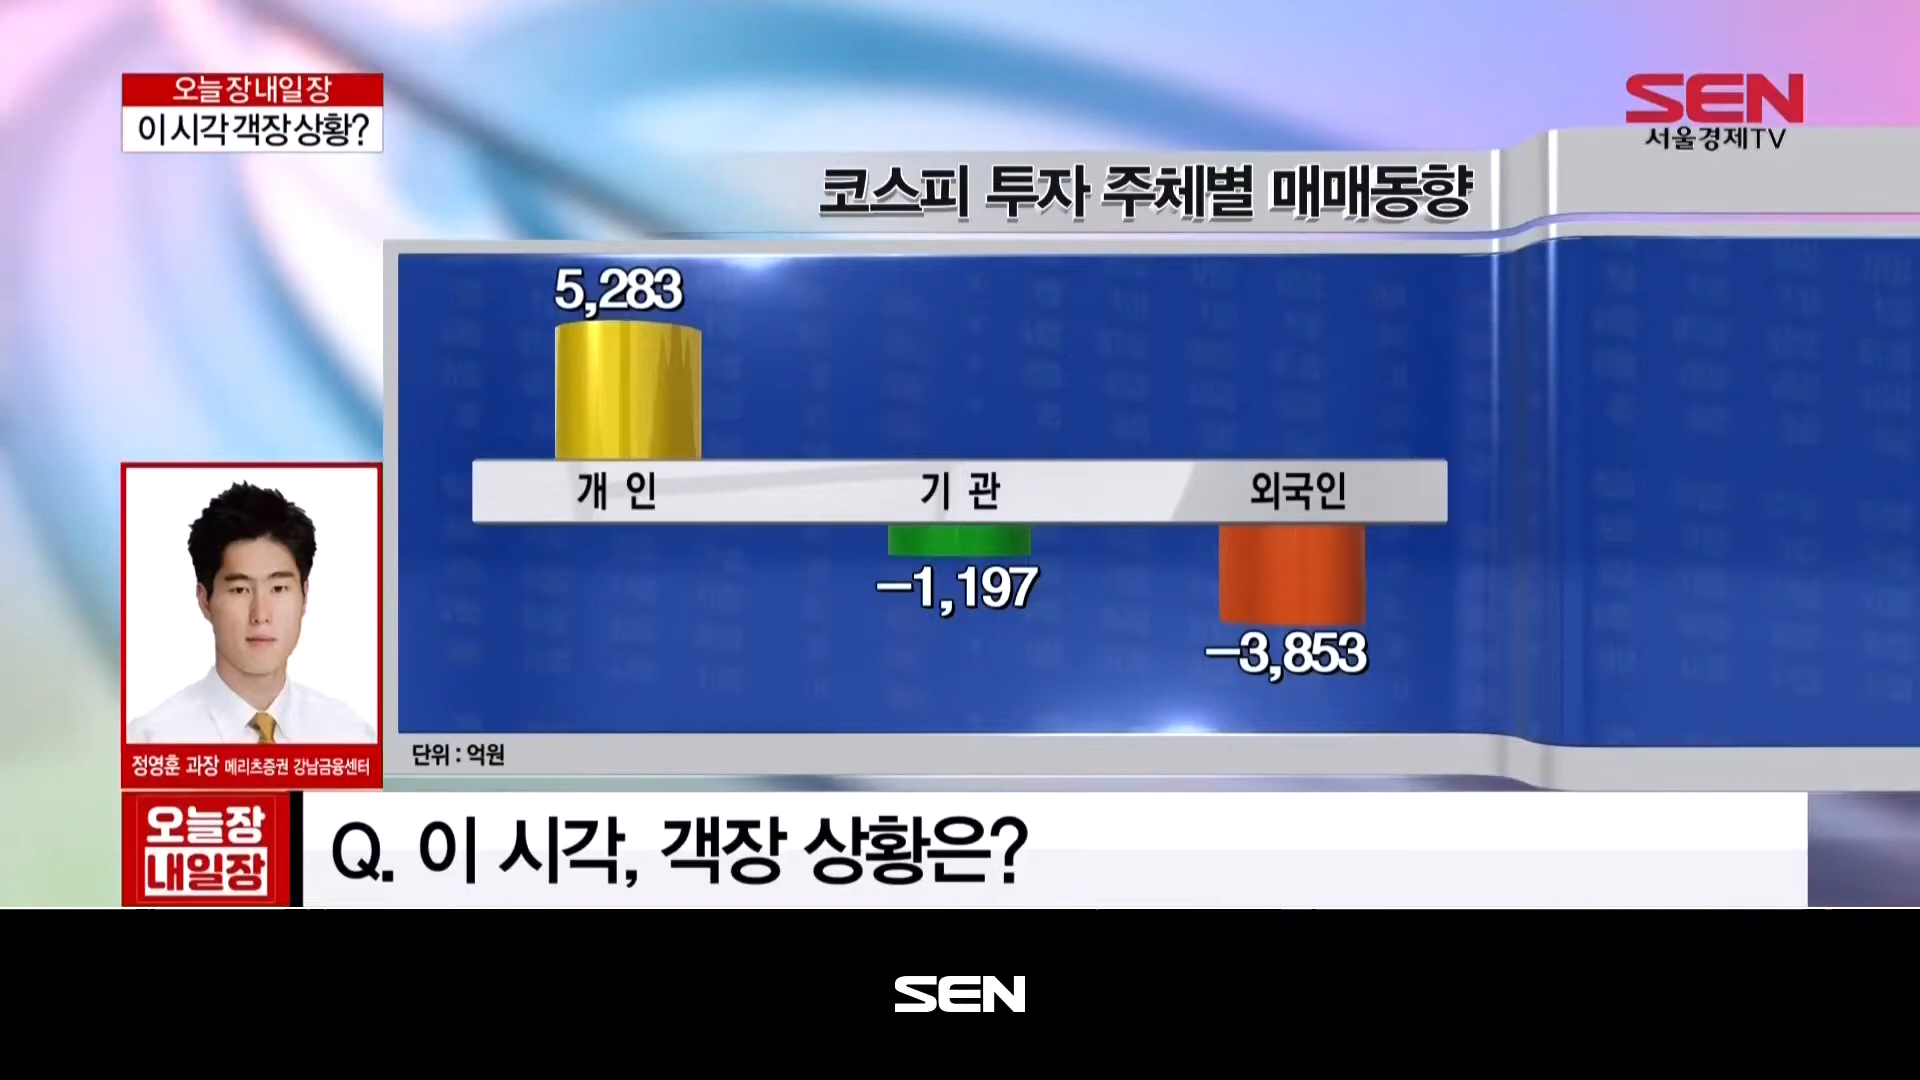 오늘장 내일장
이 시각 객장 상황?
SEN
서울경제TV
코스피 투자 주체별 매매동향
5,283
개 인
기 관
외국인
-1,197
-3,853
단위 : 억원
정영훈 과장 메리츠증권 강남금융센터
오늘장
내일장
Q. 이 시각, 객장 상황은?
SEN